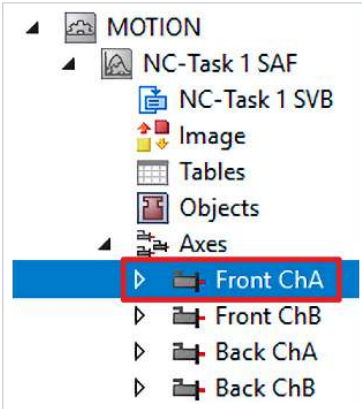 MOTION
NC-Task 1 SAF
NC-Task 1 SVB
Image
Tables
Objects
Axes
Front ChA
Front ChB
Back ChA
Back ChB